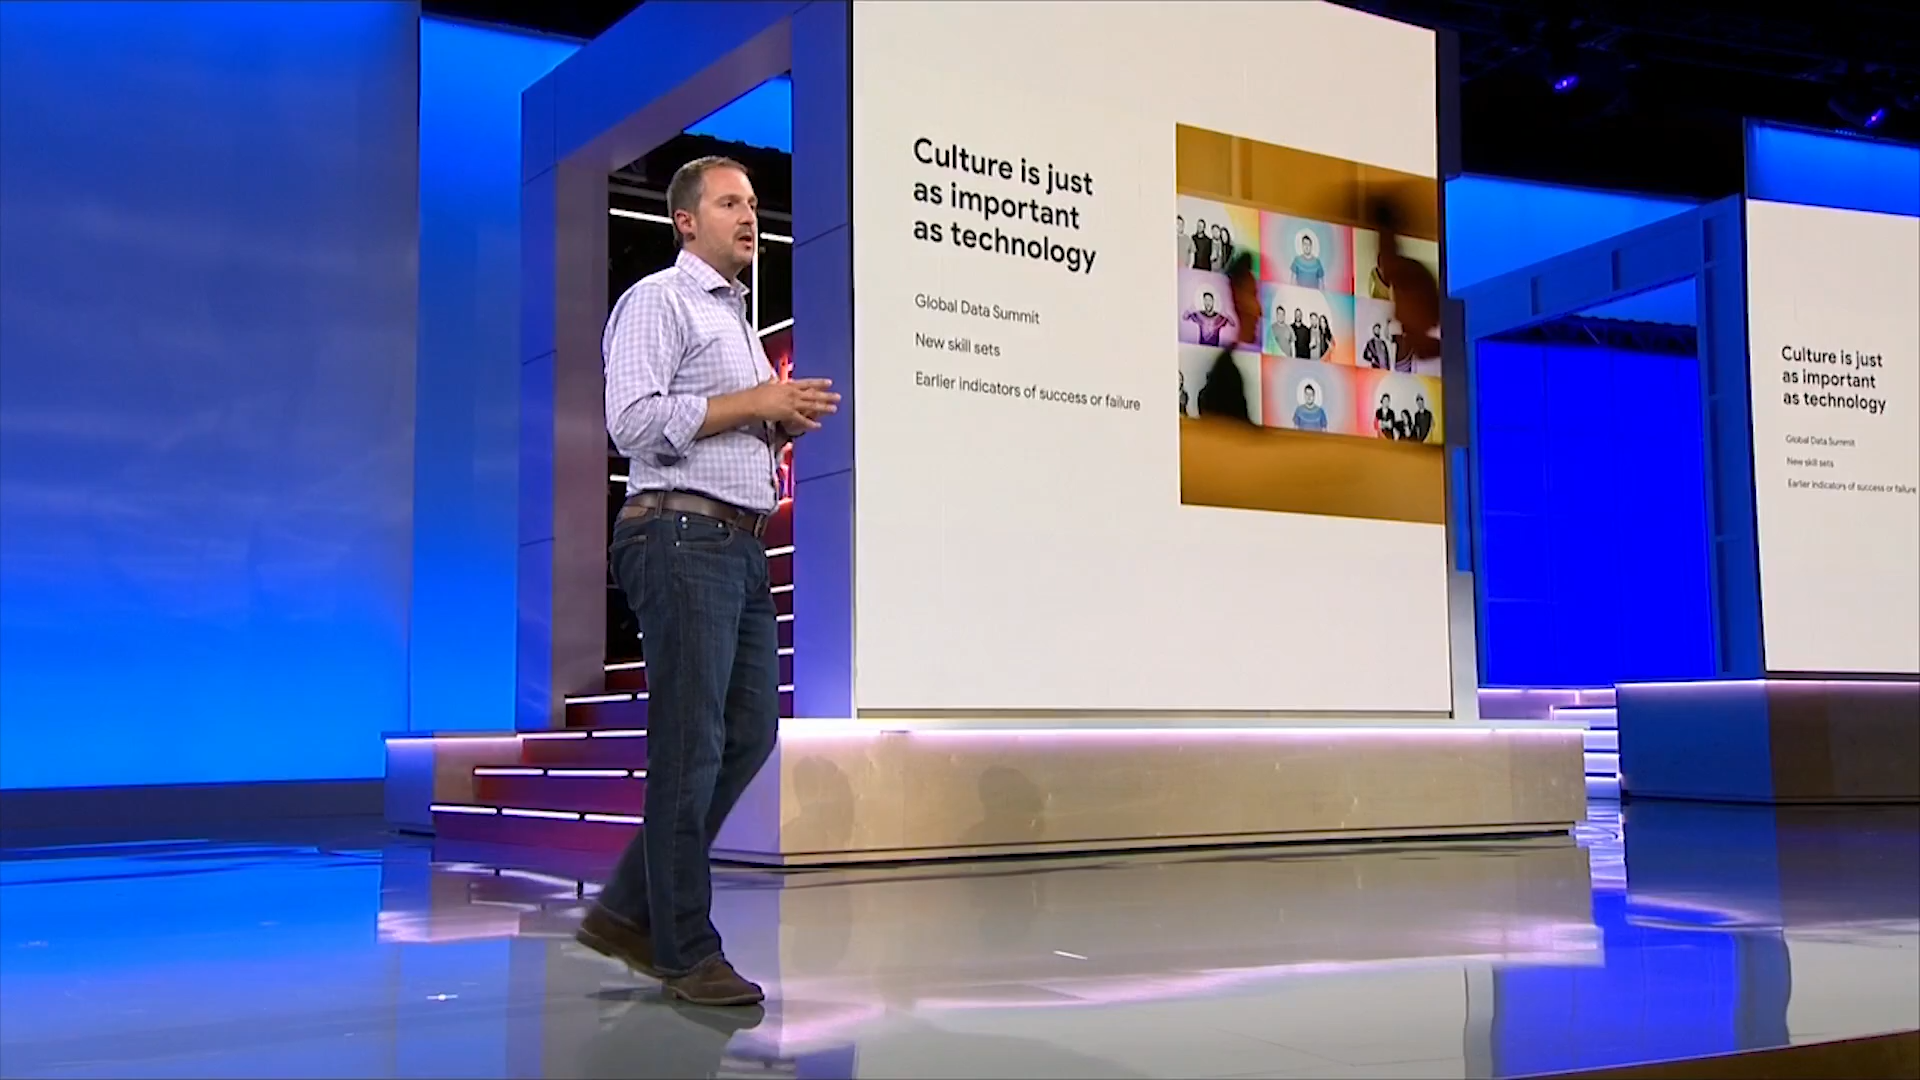 Culture is just
as important
as technology
Global Data Summit
New skill sets
Earlier indicators of success or failure
Culture is just
as important
as technology
Global Data Summit
New skill sets
Earlier indicators of success or failure